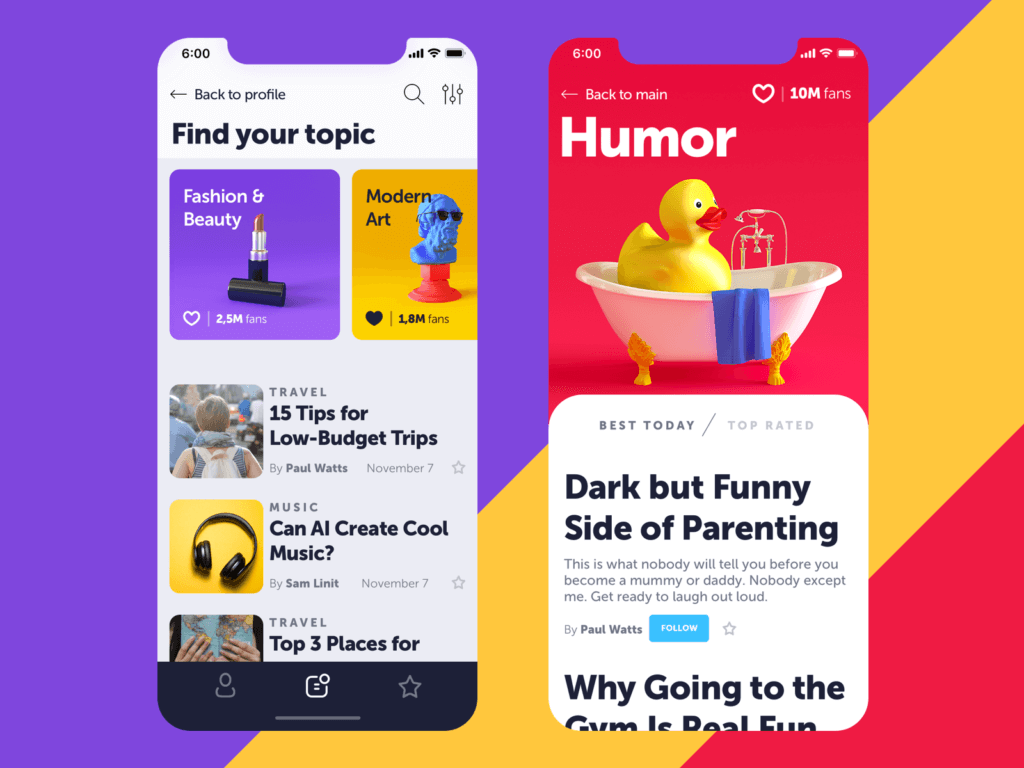 6:00
Back to profile
Find your topic
Fashion &
Beauty
2,5M fans
Modern
Art
1,8M fans
TRAVEL
15 Tips for
Low-Budget Trips
By Paul Watts November 7
MUSIC
Can AI Create Cool
Music?
By Sam Linit November 7
TRAVEL
Top 3 Places for
6:00
Back to main
10M fans
Humor
BEST TODAY / TOP RATED
Dark but Funny
Side of Parenting
This is what nobody will tell you before you
become a mummy or daddy. Nobody except
me. Get ready to laugh out loud.
By Paul Watts FOLLOW
Why Going to the
Gym Is Real Fun